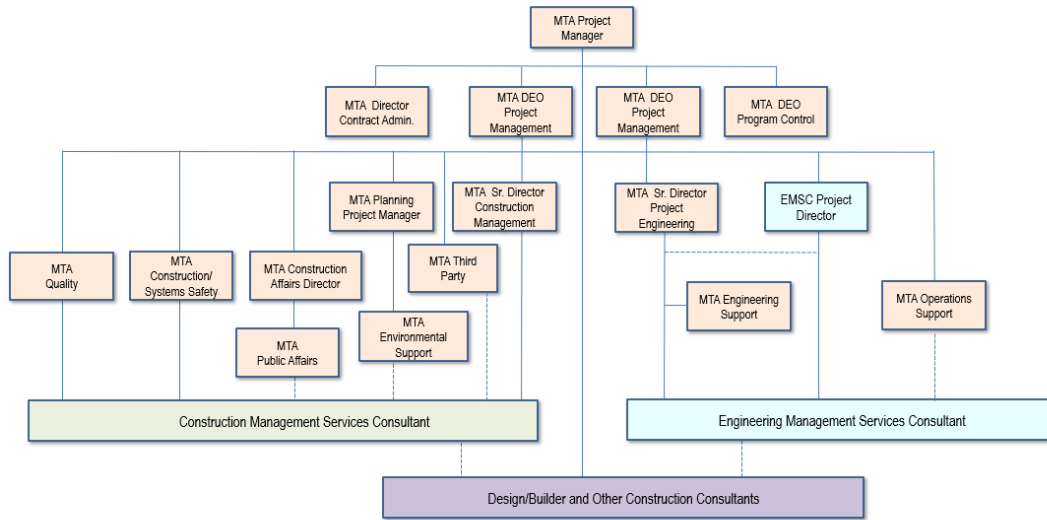 MTA Project
Manager
MTA Director
Contract Admin.
MTA DEO
Project
Management
MTA DEO
Project
Management
MTA DEO
Program Control
MTA Planning
Project Manager
MTA Sr. Director
Construction
Management
MTA Sr. Director
Project
Engineering
EMSC Project
Director
MTA
Quality
MTA
Construction/
Systems Safety
MTA Construction
Affairs Director
MTA Third
Party
MTA Engineering
Support
MTA Operations
Support
MTA
Public Affairs
MTA
Environmental
Support
Construction Management Services Consultant
Engineering Management Services Consultant
Design/Builder and Other Construction Consultants